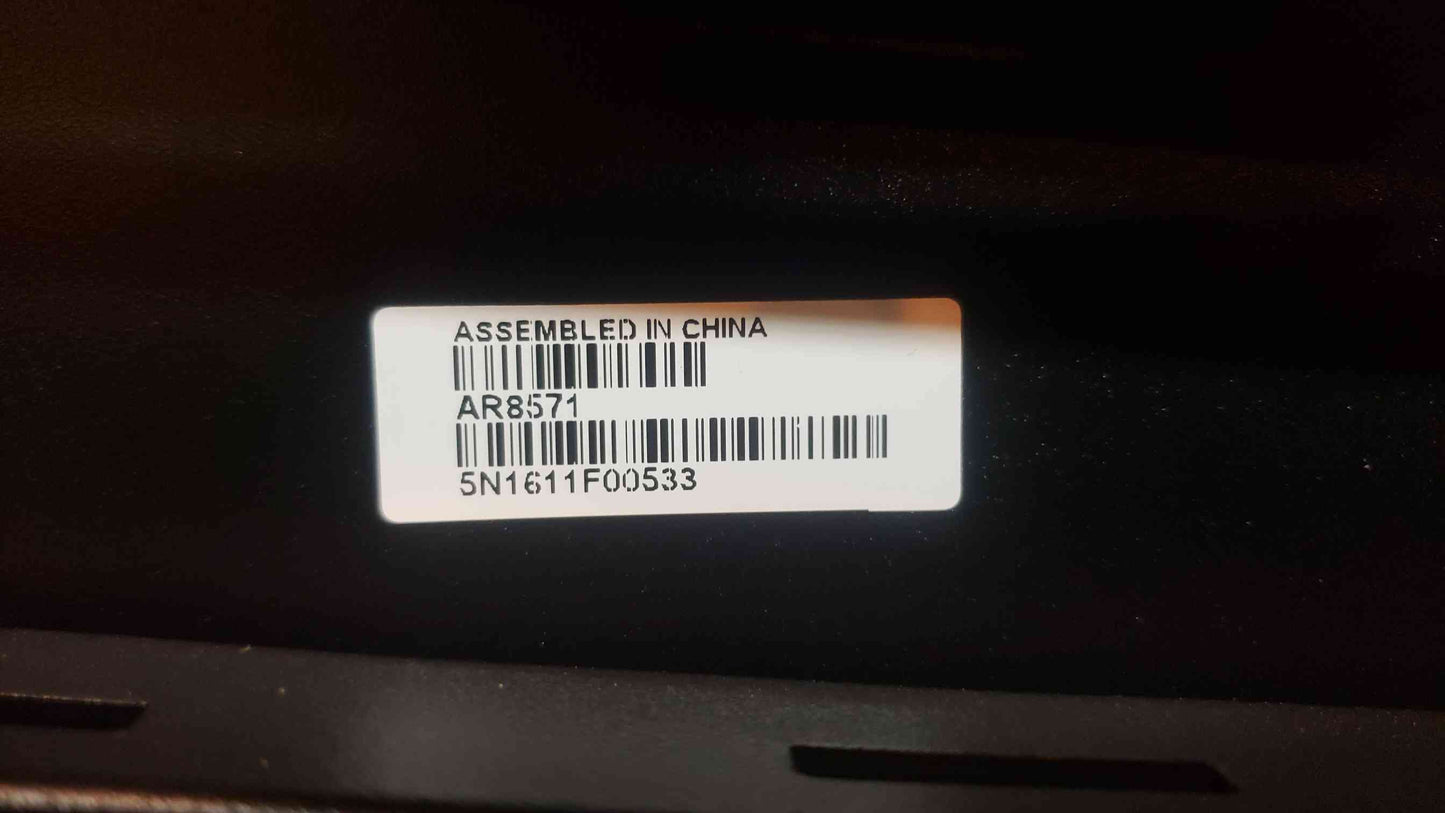 ASSEMBLED IN CHINA
AR8571
5N1611F00533